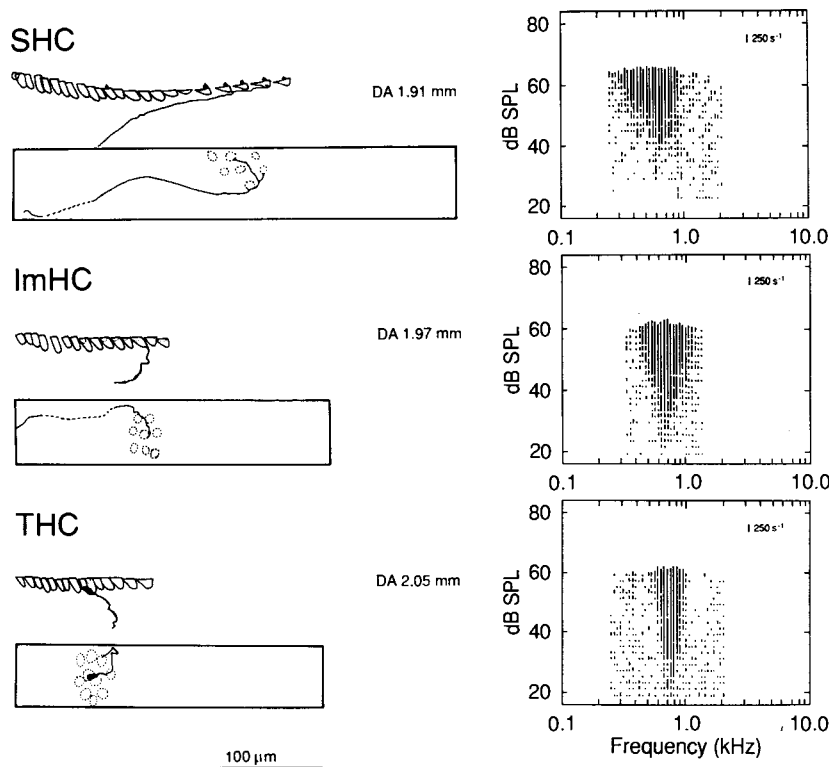 SHC
DA 1.91 mm
dB SPL
80
60
40
20
I 250 s⁻¹
0.1
1.0
10.0
ImHC
DA 1.97 mm
dB SPL
80
60
40
20
I 250 s⁻¹
0.1
1.0
10.0
THC
DA 2.05 mm
dB SPL
80
60
40
20
I 250 s⁻¹
0.1
1.0
10.0
Frequency (kHz)
100 µm